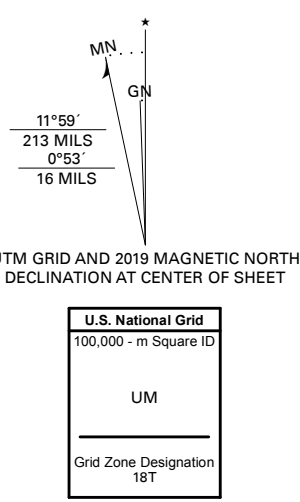 ★
MN
GN
11°59´
213 MILS
0°53´
16 MILS
UTM GRID AND 2019 MAGNETIC NORTH
DECLINATION AT CENTER OF SHEET
U.S. National Grid
100,000 - m Square ID
UM
Grid Zone Designation
18T